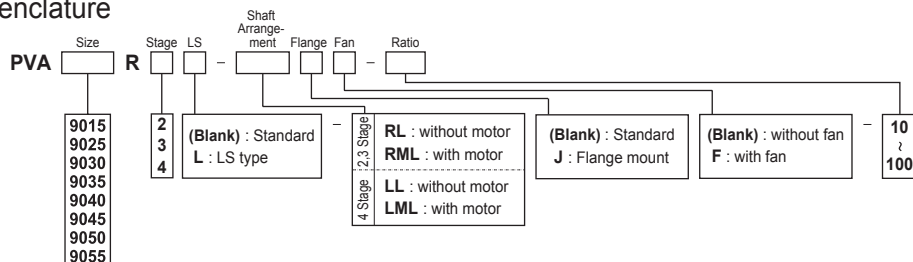 enclature
Shaft
Arrange-
Size Stage LS ment Flange Fan Ratio
PVA R – –
9015
9025
9030
9035
9040
9045
9050
9055
2
3
4
(Blank) : Standard
L : LS type
–
2,3 Stage
RL : without motor
RML : with motor
4 Stage
LL : without motor
LML : with motor
(Blank) : Standard
J : Flange mount
(Blank) : without fan
F : with fan
–
10
~
100